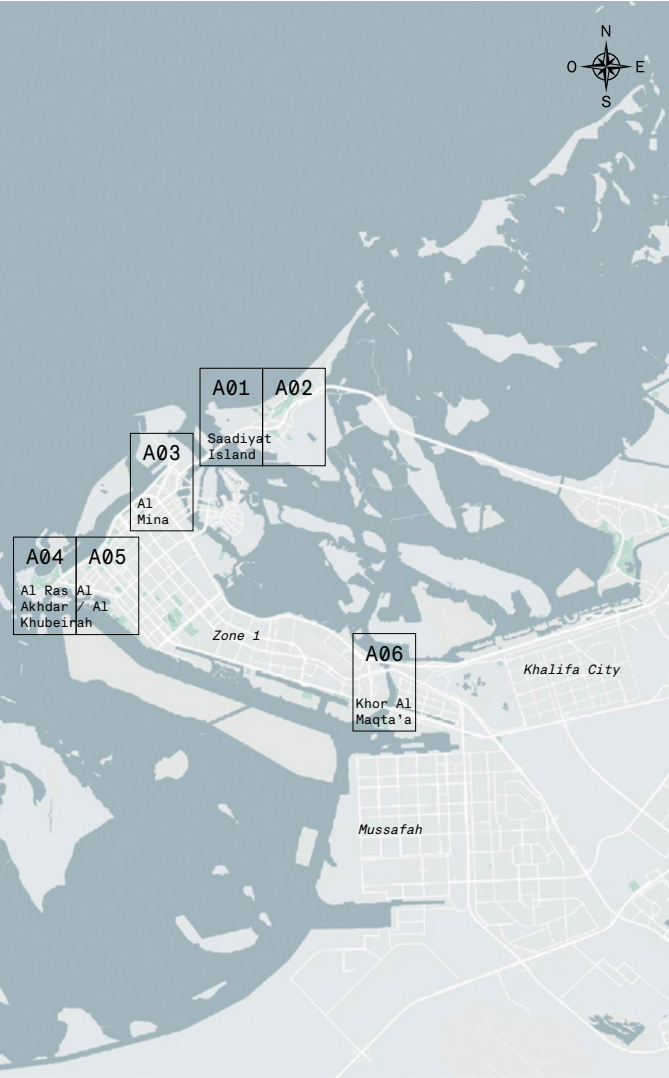 N
O
E
S
A01
A02
Saadiyat
Island
A03
Al
Mina
A04
A05
Al Ras Al
Akhdar / Al
Khubeirah
Zone 1
A06
Khor Al
Maqta'a
Khalifa City
Mussafah